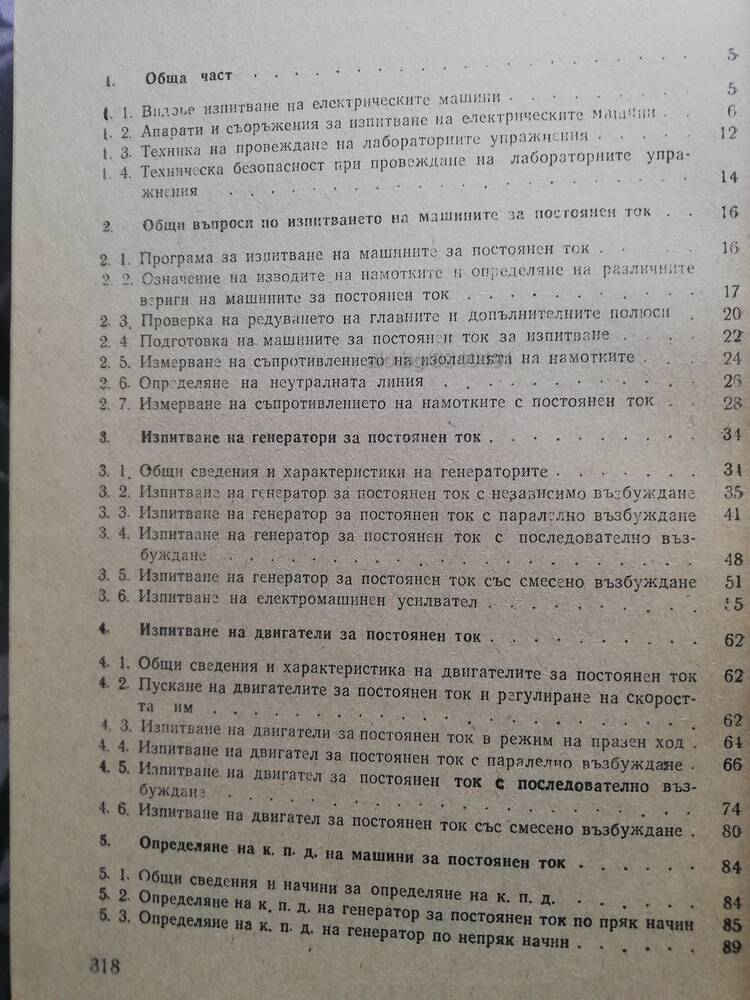 5
1. Обща част
1. 1. Видове изпитване на електрическите машини 5
1. 2. Апарати и съоръжения за изпитване на електрическите машини 6
1. 3. Техника на провеждане на лабораторните упражнения 12
1. 4. Техническа безопасност при провеждане на лабораторните упра-
жнения 14
2. Общи въпроси по изпитването на машините за постоянен ток 16
2. 1. Програма за изпитване на машините за постоянен ток 16
2. 2. Означение на изводите на намотките и определяне на различните
вериги на машините за постоянен ток 17
2. 3. Проверка на редуването на главните и допълнителните полюси 20
2. 4 Подготовка на машините за постоянен ток за изпитване 22
2. 5. Измерване на съпротивлението на изолацията на намотките 24
2. 6. Определяне на неутралната линия 26
2. 7. Измерване на съпротивлението на намотките с постоянен ток 28
3. Изпитване на генератори за постоянен ток 34
3. 1. Общи сведения и характеристики на генераторите 34
3. 2. Изпитване на генератор за постоянен ток с независимо възбуждане 35
3. 3. Изпитване на генератор за постоянен ток с паралелно възбуждане 41
3. 4. Изпитване на генератор за постоянен ток с последователно въз-
буждане 48
3. 5. Изпитване на генератор за постоянен ток със смесено възбуждане 51
3. 6. Изпитване на електромашинен усилвател 55
4. Изпитване на двигатели за постоянен ток 62
4. 1. Общи сведения и характеристика на двигателите за постоянен ток 62
4. 2. Пускане на двигателите за постоянен ток и регулиране на скорост-
та им 62
4. 3. Изпитване на двигатели за постоянен ток в режим на празен ход 64
4. 4. Изпитване на двигател за постоянен ток с паралелно възбуждане 66
4. 5. Изпитване на двигател за постоянен ток с последователно въз-
буждане 74
4. 6. Изпитване на двигател за постоянен ток със смесено възбуждане 80
5. Определяне на к. п. д. на машини за постоянен ток 84
5. 1. Общи сведения и начини за определяне на к. п. д. 84
5. 2. Определяне на к. п. д. на генератор за постоянен ток по пряк начин 85
5. 3. Определяне на к. п. д. на генератор по непряк начин 89
318